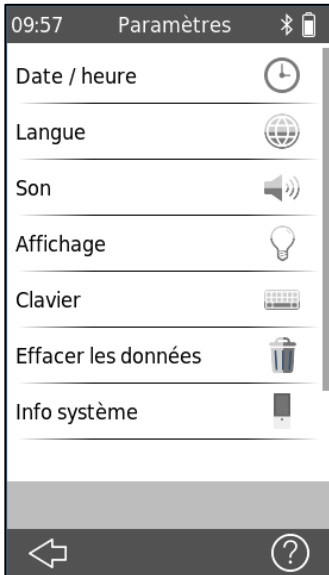 09:57 Paramètres
Date / heure
Langue
Son
Affichage
Clavier
Effacer les données
Info système
?